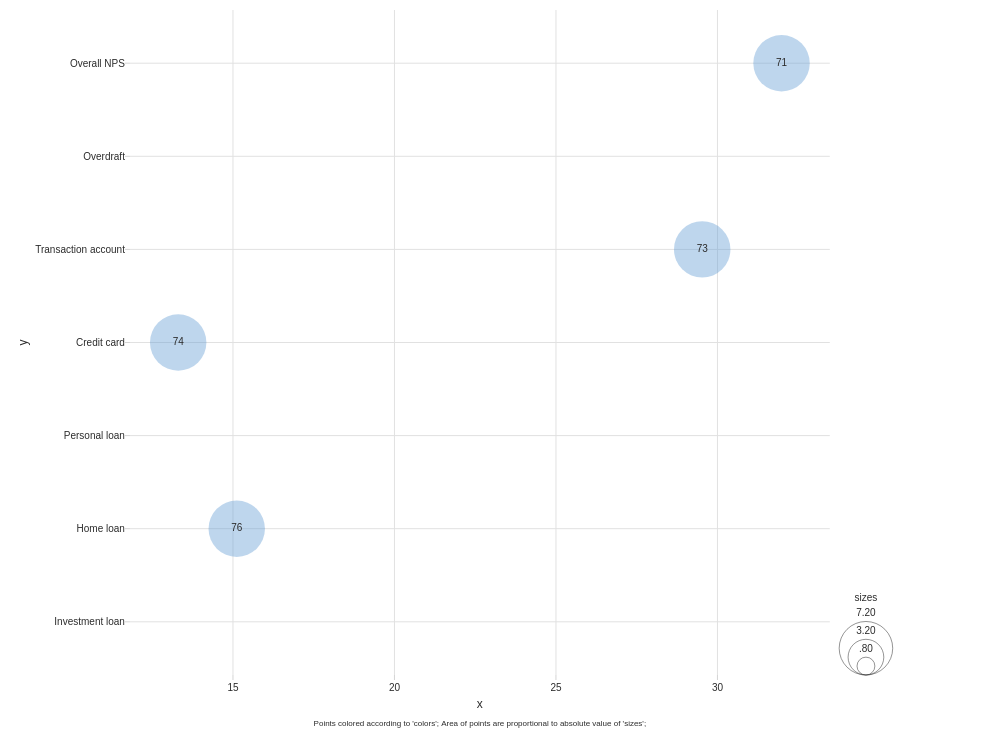 Overall NPS
71
Overdraft
Transaction account
73
Credit card
74
y
Personal loan
Home loan
76
Investment loan
sizes
7.20
3.20
.80
15 20 25 30
x
Points colored according to 'colors'; Area of points are proportional to absolute value of 'sizes';